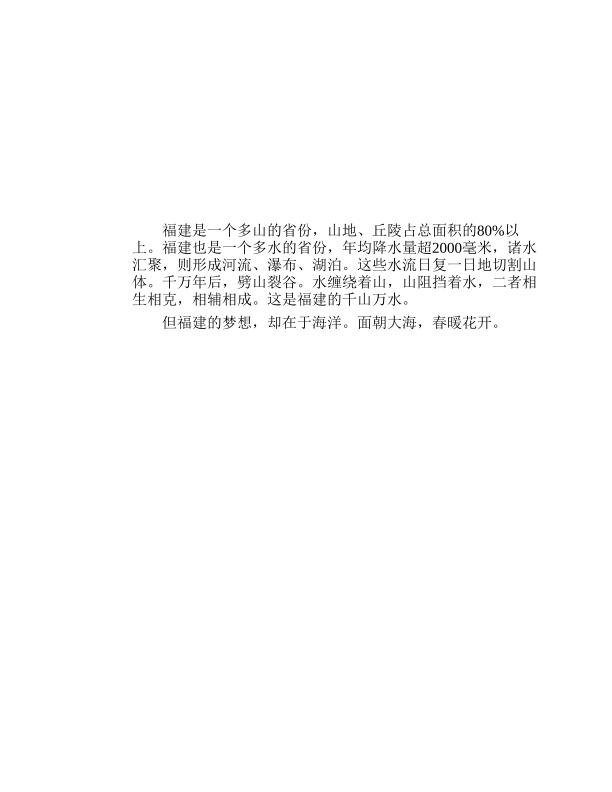 福建是一个多山的省份，山地、丘陵占总面积的80%以
上。福建也是一个多水的省份，年均降水量超2000毫米，诸水
汇聚，则形成河流、瀑布、湖泊。这些水流日复一日地切割山
体。千万年后，劈山裂谷。水缠绕着山，山阻挡着水，二者相
生相克，相辅相成。这是福建的千山万水。
但福建的梦想，却在于海洋。面朝大海，春暖花开。